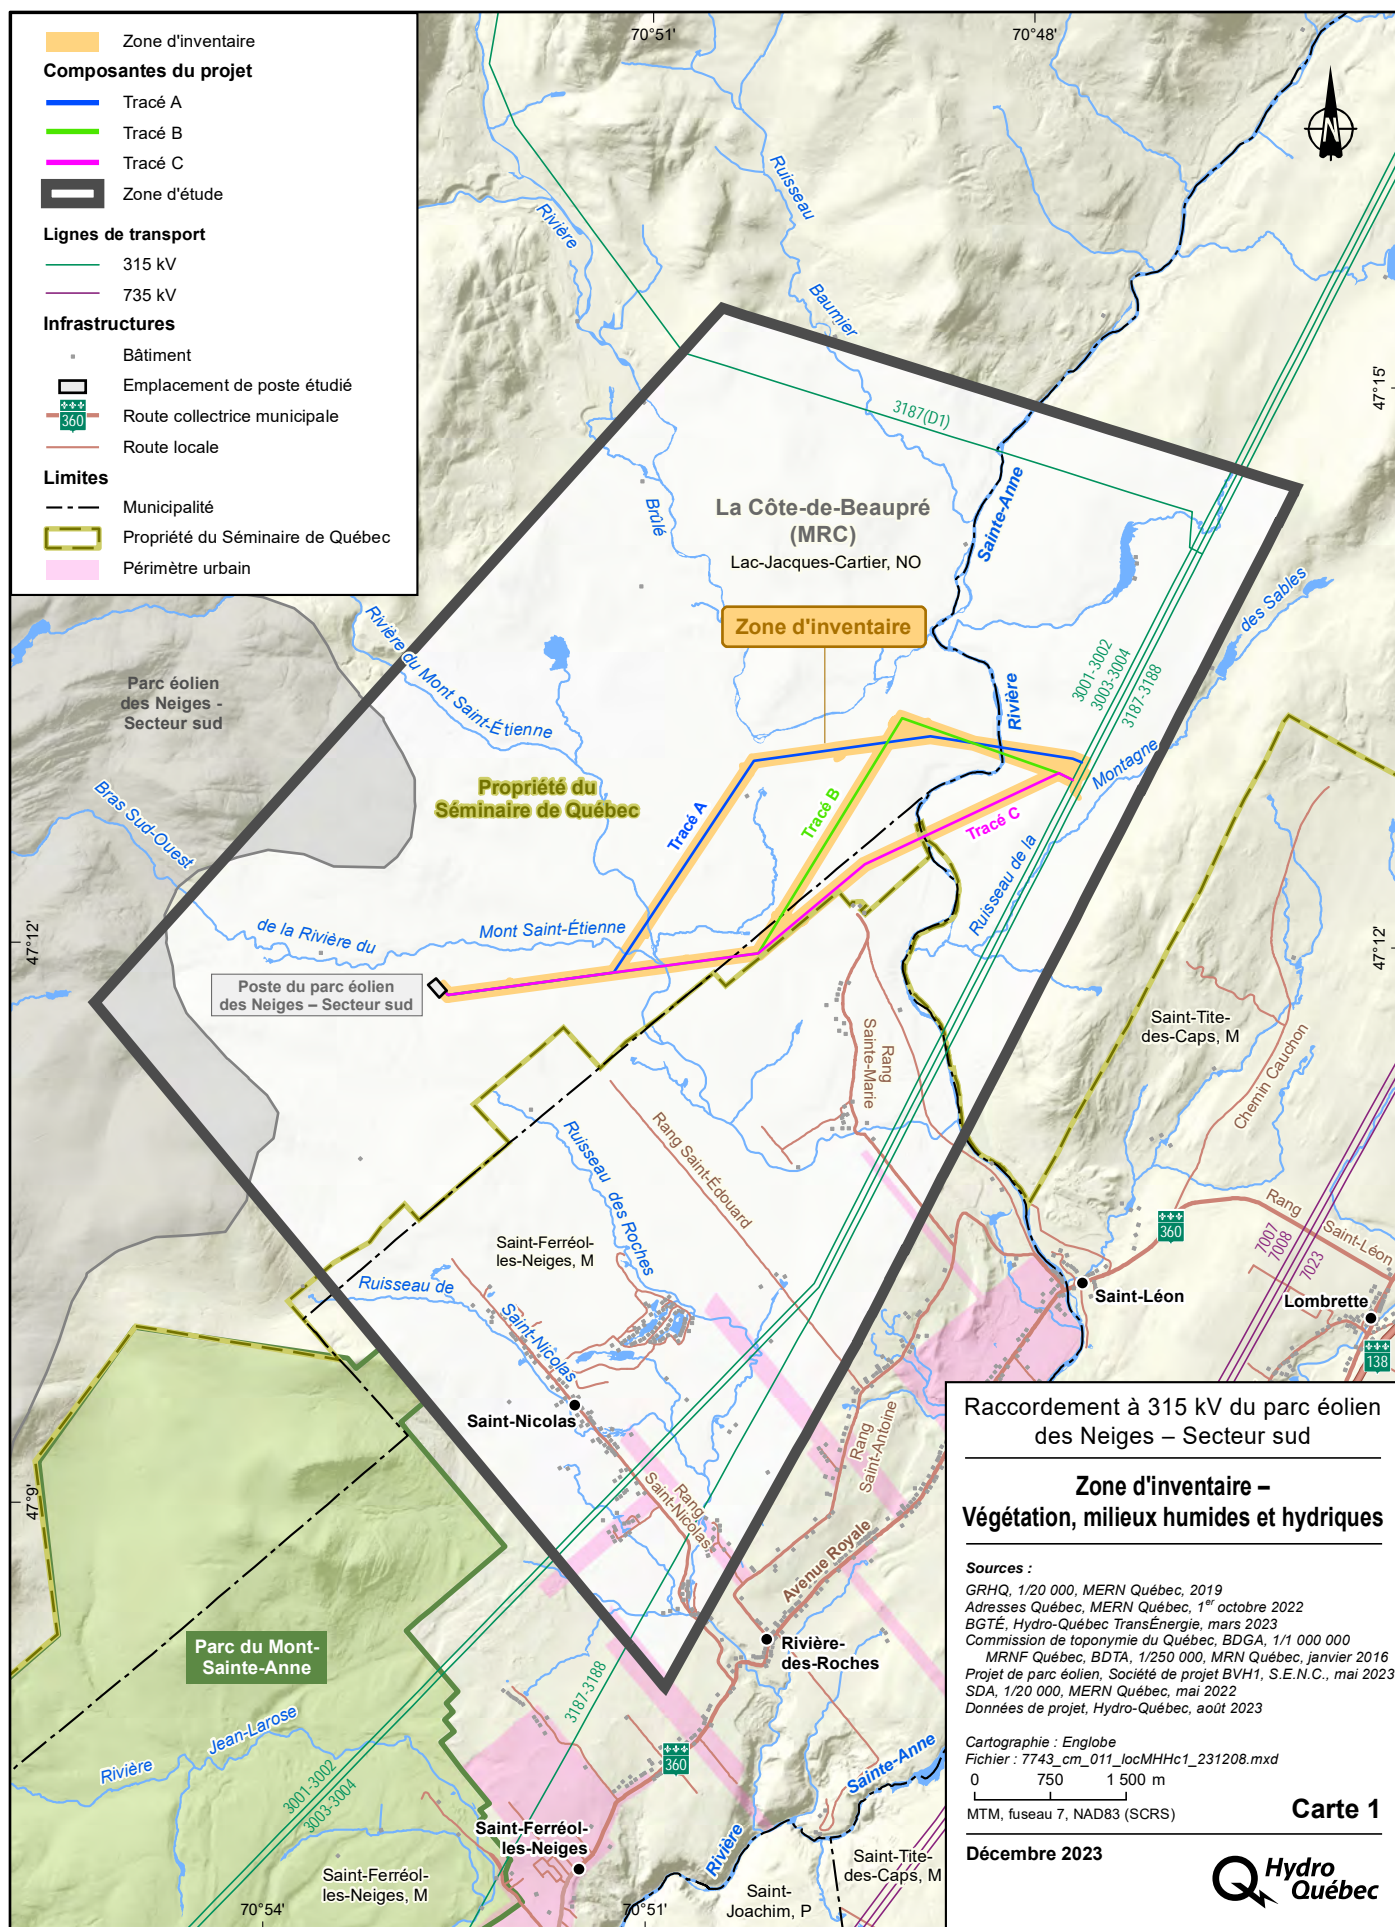 Zone d'inventaire
Composantes du projet
Tracé A
Tracé B
Tracé C
Zone d'étude
Lignes de transport
315 kV
735 kV
Infrastructures
Bâtiment
Emplacement de poste étudié
360
Route collectrice municipale
Route locale
Limites
Municipalité
Propriété du Séminaire de Québec
Périmètre urbain
70°51'
70°48'
N
47°15'
Rivière
Brûlé
Ruisseau
Baumier
3187(D1)
La Côte-de-Beaupré
(MRC)
Lac-Jacques-Cartier, NO
Sainte-Anne
Rivière
Zone d'inventaire
des Sables
Montagne
Ruisseau de la
3001-3002
3003-3004
3187-3188
Rivière du Mont Saint-Étienne
Parc éolien
des Neiges -
Secteur sud
Propriété du
Séminaire de Québec
Bras Sud-Ouest
de la Rivière du
Mont Saint-Étienne
Tracé A
Tracé B
Tracé C
47°12'
47°12'
Poste du parc éolien
des Neiges – Secteur sud
Saint-Tite-
des-Caps, M
Chemin Cauchon
Rang
Sainte-Marie
Rang Saint-Édouard
Ruisseau des Roches
Saint-Ferréol-
les-Neiges, M
Ruisseau de
Saint-Nicolas
Rang
Saint-Léon
360
7007
7008
7023
Saint-Léon
Lombrette
138
Saint-Nicolas
Rang
Saint-Antoine
Rang
Saint-Nicolas
Avenue Royale
47°9'
Parc du Mont-
Sainte-Anne
Rivière-
des-Roches
3187-3188
Rivière
Jean-Larose
3001-3002
3003-3004
360
Saint-Ferréol-
les-Neiges
Saint-Ferréol-
les-Neiges, M
Rivière
Sainte-Anne
Saint-Tite-
des-Caps, M
Saint-
Joachim, P
70°54'
70°51'
Raccordement à 315 kV du parc éolien
des Neiges – Secteur sud
Zone d'inventaire –
Végétation, milieux humides et hydriques
Sources :
GRHQ, 1/20 000, MERN Québec, 2019
Adresses Québec, MERN Québec, 1er octobre 2022
BGTÉ, Hydro-Québec TransÉnergie, mars 2023
Commission de toponymie du Québec, BDGA, 1/1 000 000
MRNF Québec, BDTA, 1/250 000, MRN Québec, janvier 2016
Projet de parc éolien, Société de projet BVH1, S.E.N.C., mai 2023
SDA, 1/20 000, MERN Québec, mai 2022
Données de projet, Hydro-Québec, août 2023
Cartographie : Englobe
Fichier : 7743_cm_011_locMHHc1_231208.mxd
0 750 1 500 m
MTM, fuseau 7, NAD83 (SCRS)
Carte 1
Décembre 2023
Hydro
Québec